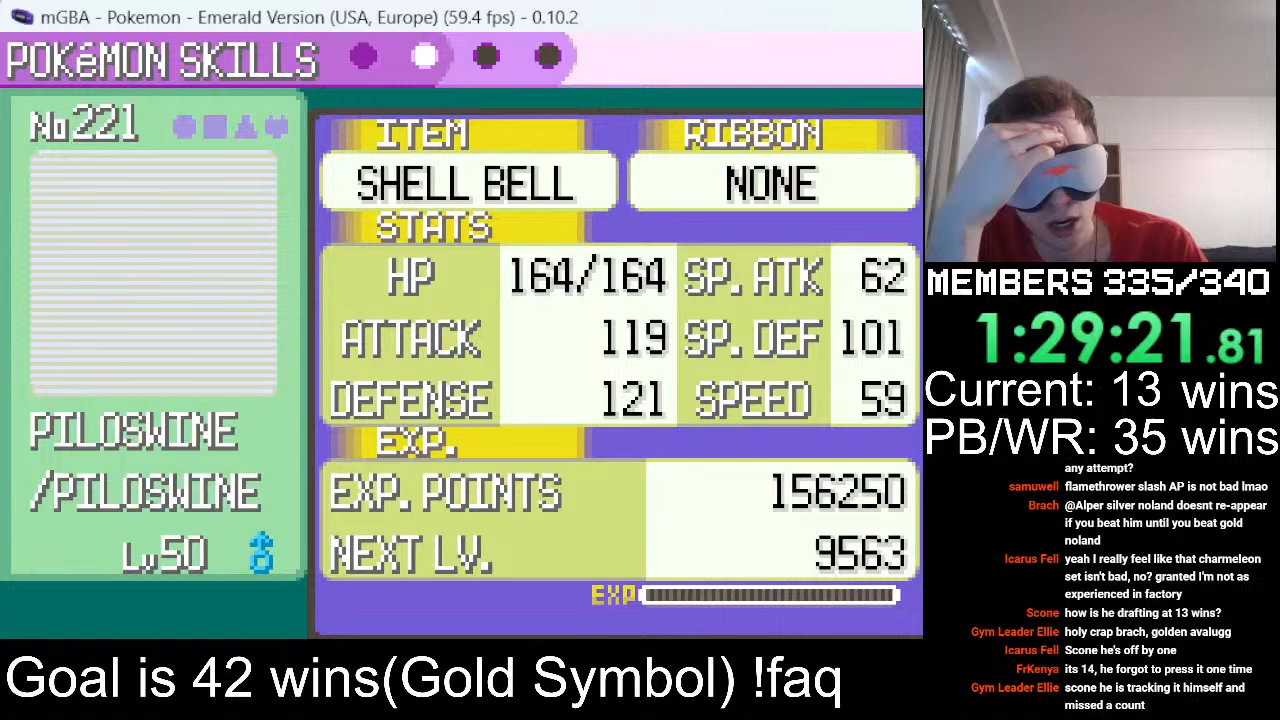 mGBA - Pokemon - Emerald Version (USA, Europe) (59.4 fps) - 0.10.2
POKéMON SKILLS
No221
ITEM
RIBBON
SHELL BELL
NONE
STATS
HP 164/164 SP. ATK 62
ATTACK 119 SP. DEF 101
DEFENSE 121 SPEED 59
EXP.
PILOSWINE
/PILOSWINE
Lv50 ♂
EXP. POINTS 156250
NEXT LV. 9563
EXP
MEMBERS 335/340
1:29:21.81
Current: 13 wins
PB/WR: 35 wins
any attempt?
samuwell flamethrower slash AP is not bad lmao
Brach @Alper silver noland doesnt re-appear
if you beat him until you beat gold
noland
Icarus Fell yeah I really feel like that charmeleon
set isn't bad, no? granted I'm not as
experienced in factory
Scone how is he drafting at 13 wins?
Gym Leader Ellie holy crap brach, golden avalugg
Icarus Fell Scone he's off by one
FrKenya its 14, he forgot to press it one time
Gym Leader Ellie scone he is tracking it himself and
missed a count
Goal is 42 wins(Gold Symbol) !faq